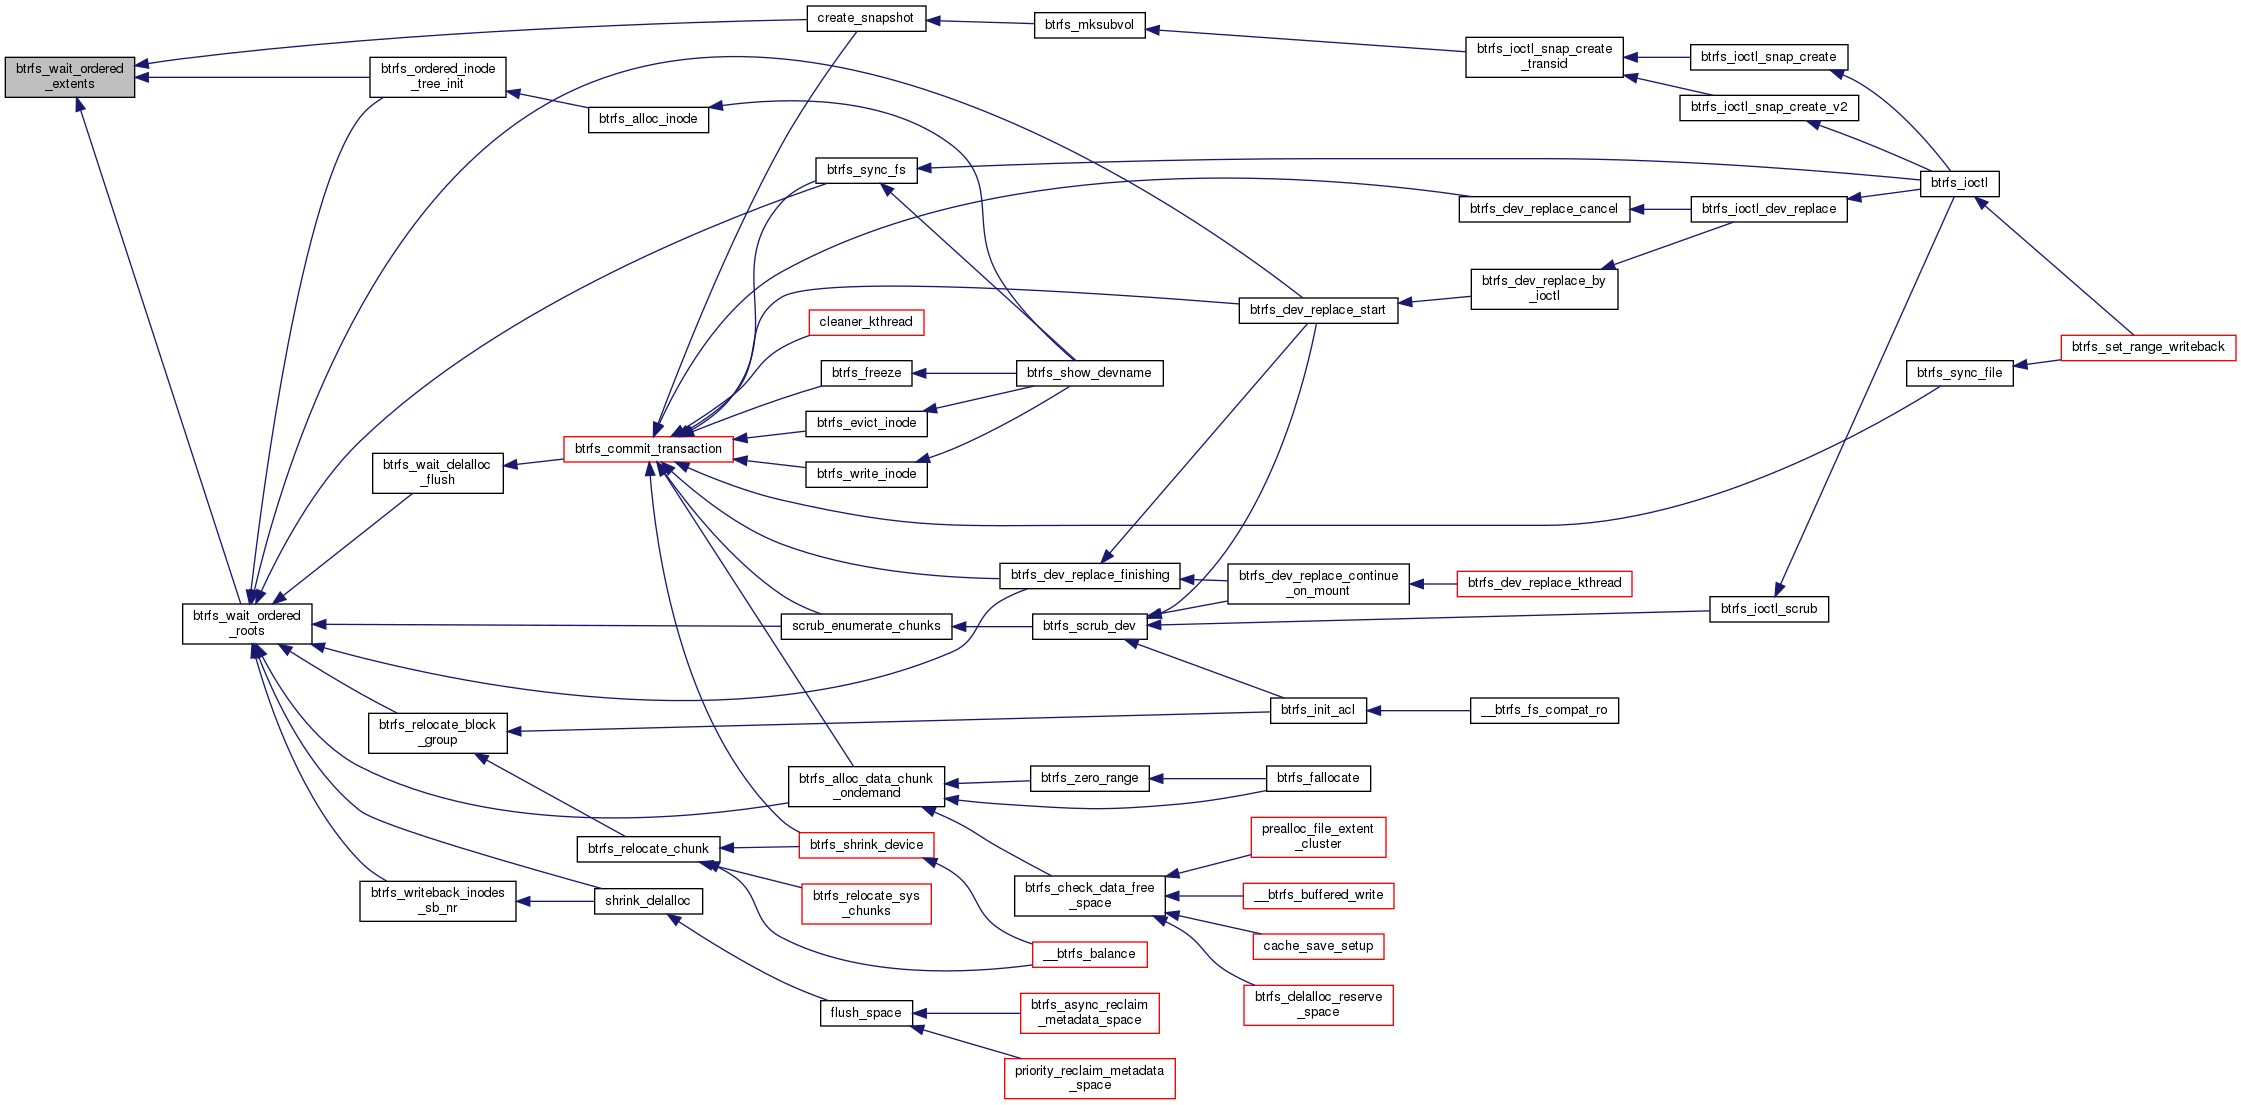 create_snapshot
btrfs_mksubvol
btrfs_ioctl_snap_create
_transid
btrfs_ioctl_snap_create
btrfs_wait_ordered
_extents
btrfs_ordered_inode
_tree_init
btrfs_alloc_inode
btrfs_ioctl_snap_create_v2
btrfs_sync_fs
btrfs_ioctl
btrfs_dev_replace_cancel
btrfs_ioctl_dev_replace
btrfs_dev_replace_by
_ioctl
btrfs_dev_replace_start
cleaner_kthread
btrfs_set_range_writeback
btrfs_freeze
btrfs_show_devname
btrfs_sync_file
btrfs_evict_inode
btrfs_commit_transaction
btrfs_wait_delalloc
_flush
btrfs_write_inode
btrfs_dev_replace_finishing
btrfs_dev_replace_continue
_on_mount
btrfs_dev_replace_kthread
btrfs_wait_ordered
_roots
scrub_enumerate_chunks
btrfs_scrub_dev
btrfs_ioctl_scrub
btrfs_init_acl
__btrfs_fs_compat_ro
btrfs_relocate_block
_group
btrfs_alloc_data_chunk
_ondemand
btrfs_zero_range
btrfs_fallocate
btrfs_relocate_chunk
btrfs_shrink_device
prealloc_file_extent
_cluster
btrfs_writeback_inodes
_sb_nr
shrink_delalloc
btrfs_relocate_sys
_chunks
btrfs_check_data_free
_space
__btrfs_buffered_write
cache_save_setup
__btrfs_balance
btrfs_delalloc_reserve
_space
flush_space
btrfs_async_reclaim
_metadata_space
priority_reclaim_metadata
_space